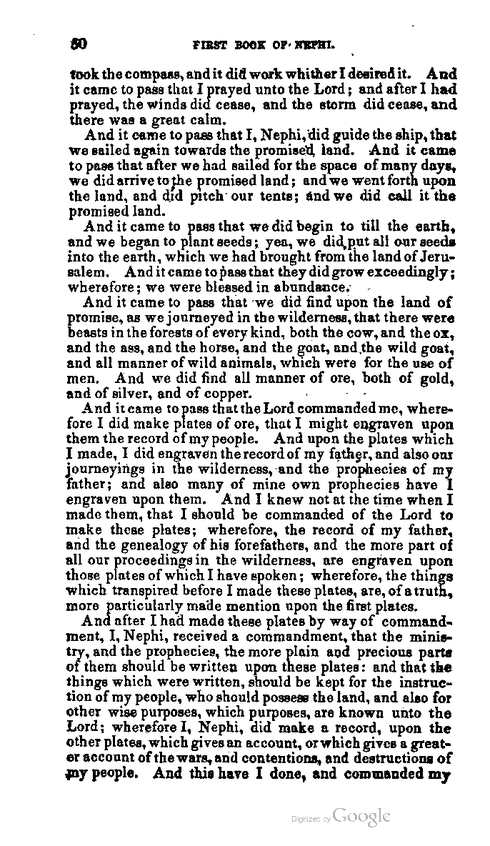 50 FIRST BOOK OF NEPHI.
took the compass, and it did work whither I desired it. And
it came to pass that I prayed unto the Lord; and after I had
prayed, the winds did cease, and the storm did cease, and
there was a great calm.
And it came to pass that I, Nephi, did guide the ship, that
we sailed again towards the promised land. And it came
to pass that after we had sailed for the space of many days,
we did arrive to the promised land; and we went forth upon
the land, and did pitch our tents; and we did call it the
promised land.
And it came to pass that we did begin to till the earth,
and we began to plant seeds; yea, we did put all our seeds
into the earth, which we had brought from the land of Jeru-
salem. And it came to pass that they did grow exceedingly;
wherefore; we were blessed in abundance.
And it came to pass that we did find upon the land of
promise, as we journeyed in the wilderness, that there were
beasts in the forests of every kind, both the cow, and the ox,
and the ass, and the horse, and the goat, and the wild goat,
and all manner of wild animals, which were for the use of
men. And we did find all manner of ore, both of gold,
and of silver, and of copper.
And it came to pass that the Lord commanded me, where-
fore I did make plates of ore, that I might engraven upon
them the record of my people. And upon the plates which
I made, I did engraven the record of my father, and also our
journeyings in the wilderness, and the prophecies of my
father; and also many of mine own prophecies have I
engraven upon them. And I knew not at the time when I
made them, that I should be commanded of the Lord to
make these plates; wherefore, the record of my father,
and the genealogy of his forefathers, and the more part of
all our proceedings in the wilderness, are engraven upon
those plates of which I have spoken; wherefore, the things
which transpired before I made these plates, are, of a truth,
more particularly made mention upon the first plates.
And after I had made these plates by way of command-
ment, I, Nephi, received a commandment, that the minis-
try, and the prophecies, the more plain and precious parts
of them should be written upon these plates: and that the
things which were written, should be kept for the instruc-
tion of my people, who should possess the land, and also for
other wise purposes, which purposes, are known unto the
Lord; wherefore I, Nephi, did make a record, upon the
other plates, which gives an account, or which gives a great-
er account of the wars, and contentions, and destructions of
my people. And this have I done, and commanded my
Digitized by Google